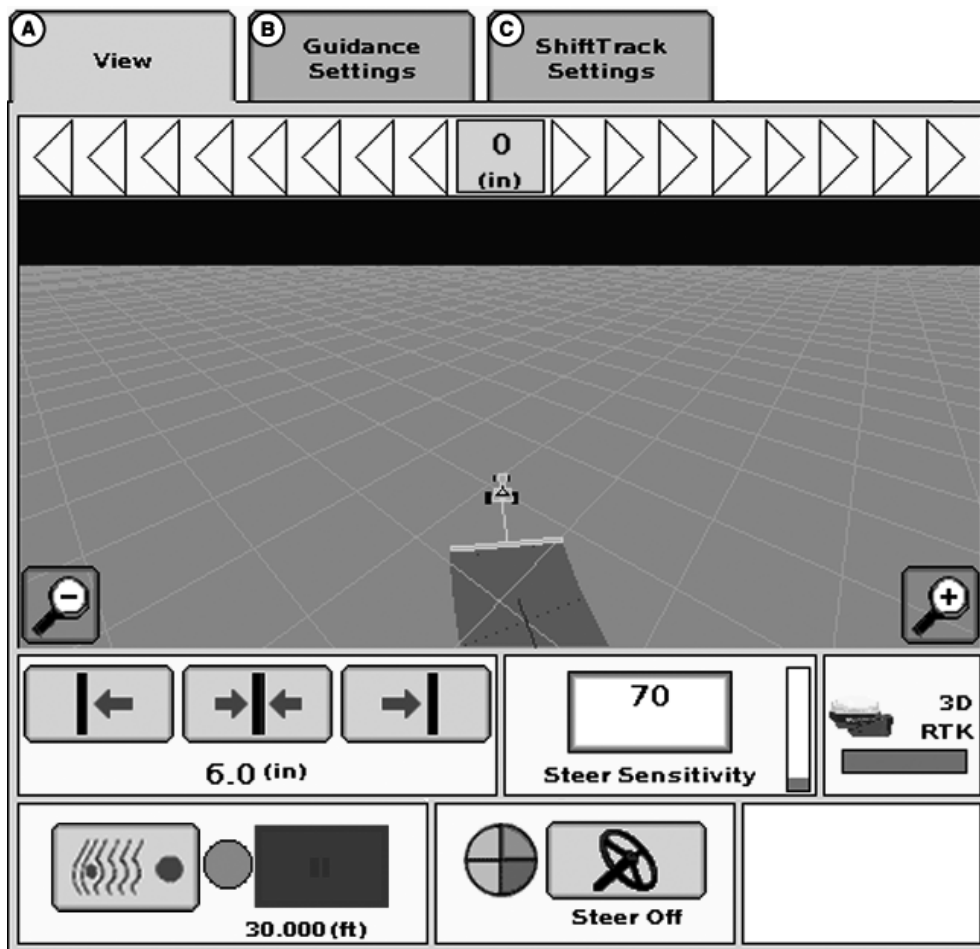 A
View
B
Guidance
Settings
C
ShiftTrack
Settings
0
(in)
6.0 (in)
70
Steer Sensitivity
3D
RTK
30.000 (ft)
Steer Off